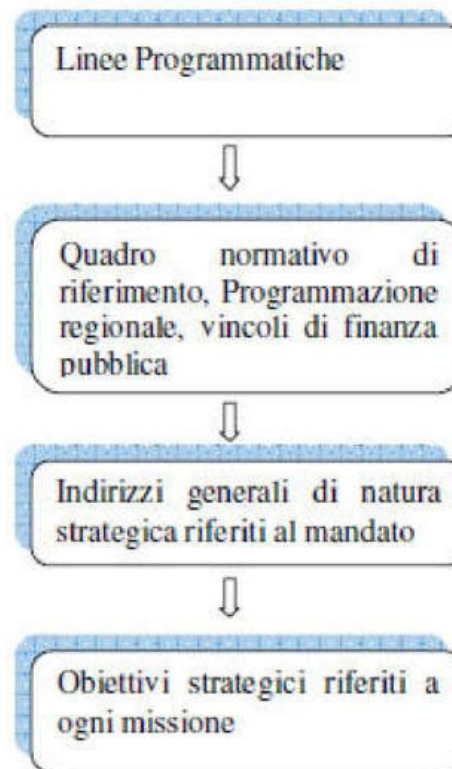 Linee Programmatiche
Quadro normativo di
riferimento, Programmazione
regionale, vincoli di finanza
pubblica
Indirizzi generali di natura
strategica riferiti al mandato
Obiettivi strategici riferiti a
ogni missione